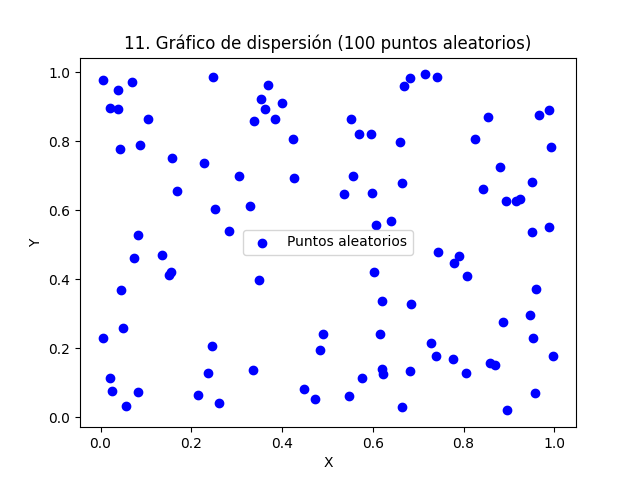 11. Gráfico de dispersión (100 puntos aleatorios)
1.0
0.8
0.6
0.4
0.2
0.0
Y
Puntos aleatorios
0.0 0.2 0.4 0.6 0.8 1.0
X